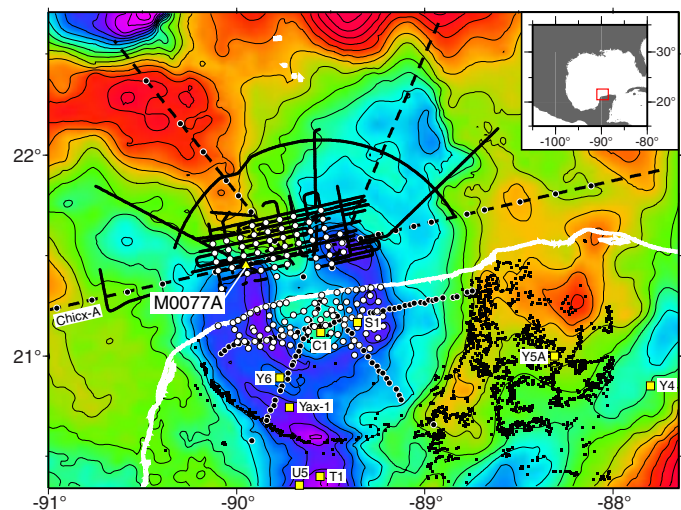 30°
20°
-100° -90° -80°
22°
21°
M0077A
Chicx-A
S1
C1
Y5A
Y6
Y4
Yax-1
U5
T1
-91° -90° -89° -88°